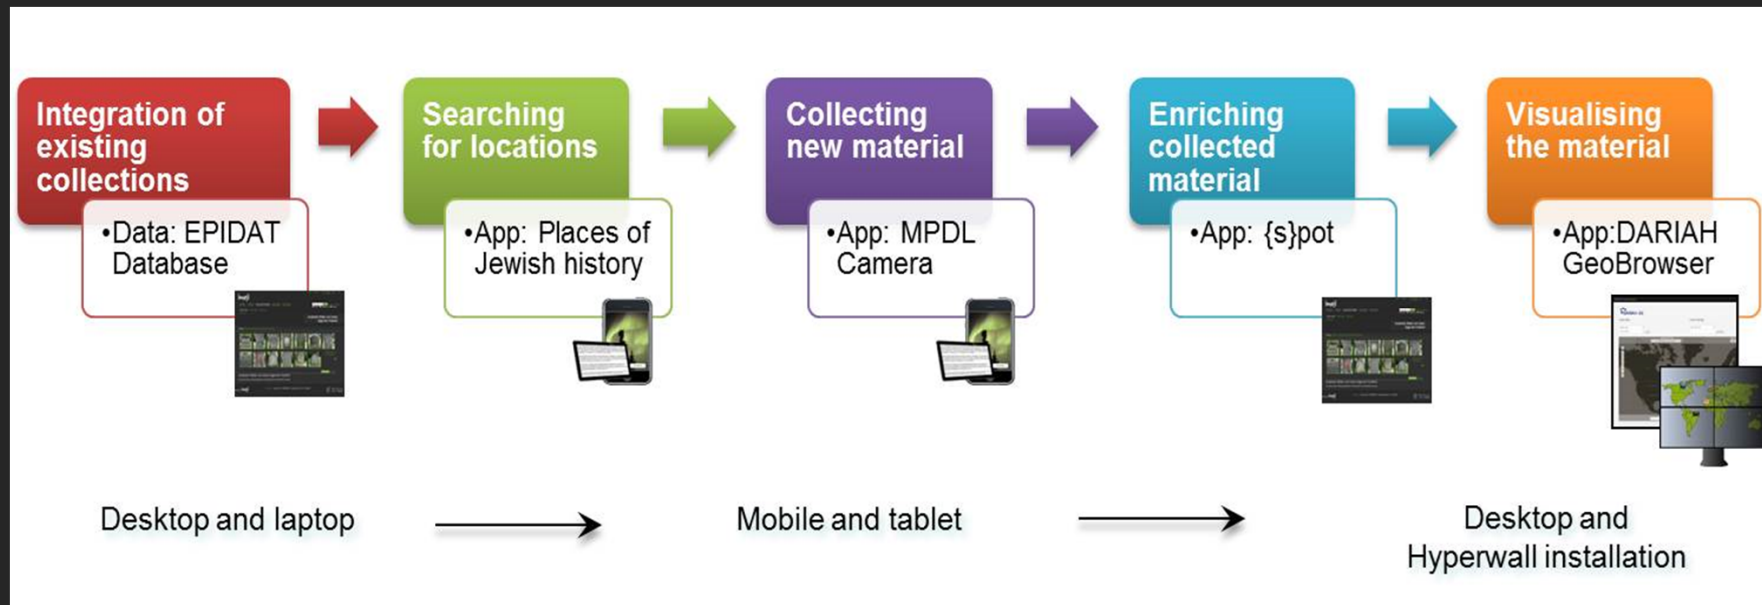 Integration of
existing
collections
•Data: EPIDAT
Database
Searching
for locations
•App: Places of
Jewish history
Collecting
new material
•App: MPDL
Camera
Enriching
collected
material
•App: {s}pot
Visualising
the material
•App:DARIAH
GeoBrowser
Desktop and laptop
Mobile and tablet
Desktop and
Hyperwall installation